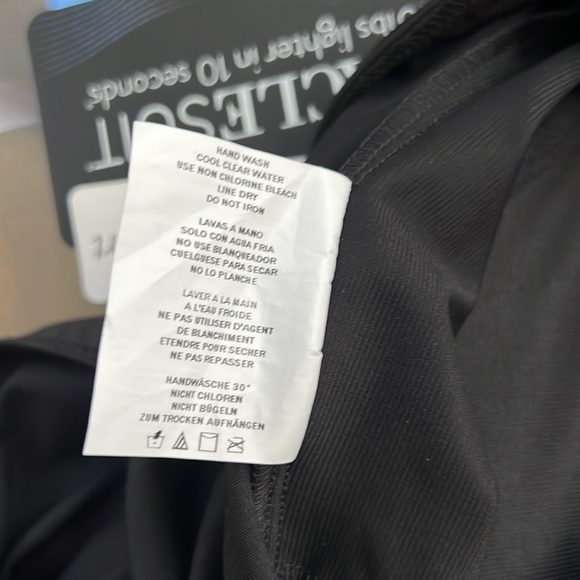 lbs lighter in 10 seconds
CLESUIT
HAND WASH
COOL CLEAR WATER
USE NON CHLORINE BLEACH
LINE DRY
DO NOT IRON
LAVAS A MANO
SOLO CON AGUA FRIA
NO USE BLANQUEADOR
CUELGUESE PARA SECAR
NO LO PLANCHE
LAVER A LA MAIN
A L'EAU FROIDE
NE PAS UTILISER D'AGENT
DE BLANCHIMENT
ETENDRE POUR SECHER
NE PAS REPASSER
HANDWÄSCHE 30°
NICHT CHLOREN
NICHT BÜGELN
ZUM TROCKEN AUFHÄNGEN